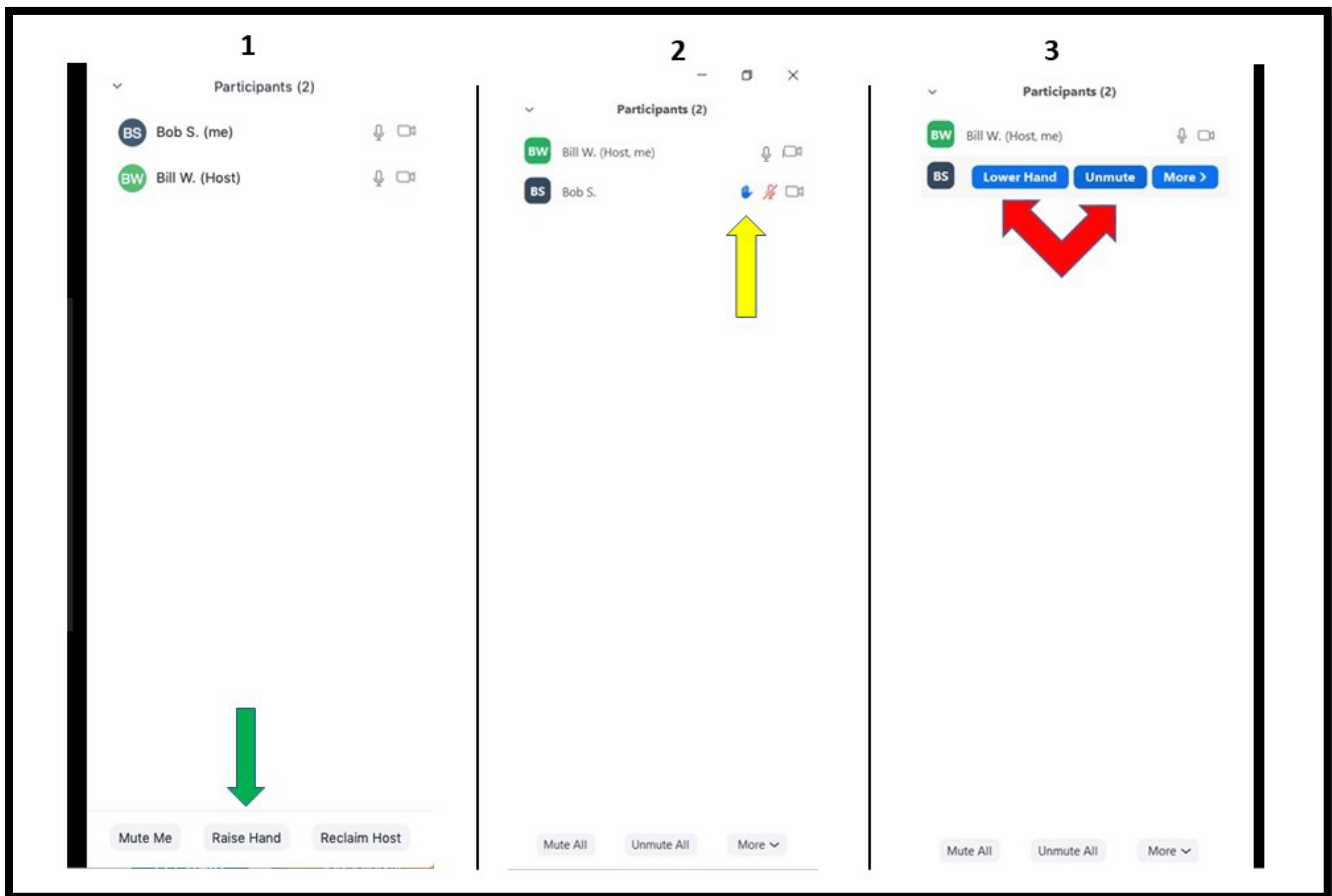 1
Participants (2)
BS Bob S. (me)
BW Bill W. (Host)
Mute Me Raise Hand Reclaim Host
2
Participants (2)
BW Bill W. (Host, me)
BS Bob S.
Mute All Unmute All More
3
Participants (2)
BW Bill W. (Host, me)
BS Lower Hand Unmute More >
Mute All Unmute All More